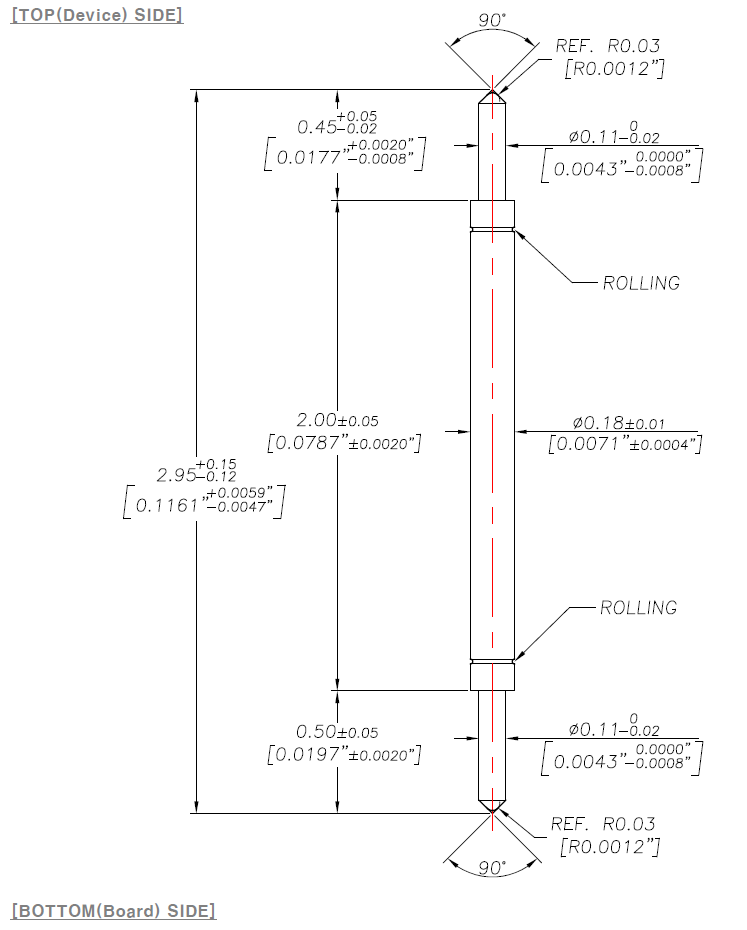 [TOP(Device) SIDE]
90°
REF. R0.03
[R0.0012”]
0.45+0.05
-0.02
[0.0177”+0.0020”
-0.0008”]
ø0.11 0
-0.02
[0.0043” 0.0000”
-0.0008”]
ROLLING
2.00±0.05
[0.0787”±0.0020”]
ø0.18±0.01
[0.0071”±0.0004”]
2.95+0.15
-0.12
[0.1161”+0.0059”
-0.0047”]
ROLLING
0.50±0.05
[0.0197”±0.0020”]
ø0.11 0
-0.02
[0.0043” 0.0000”
-0.0008”]
REF. R0.03
[R0.0012”]
90°
[BOTTOM(Board) SIDE]